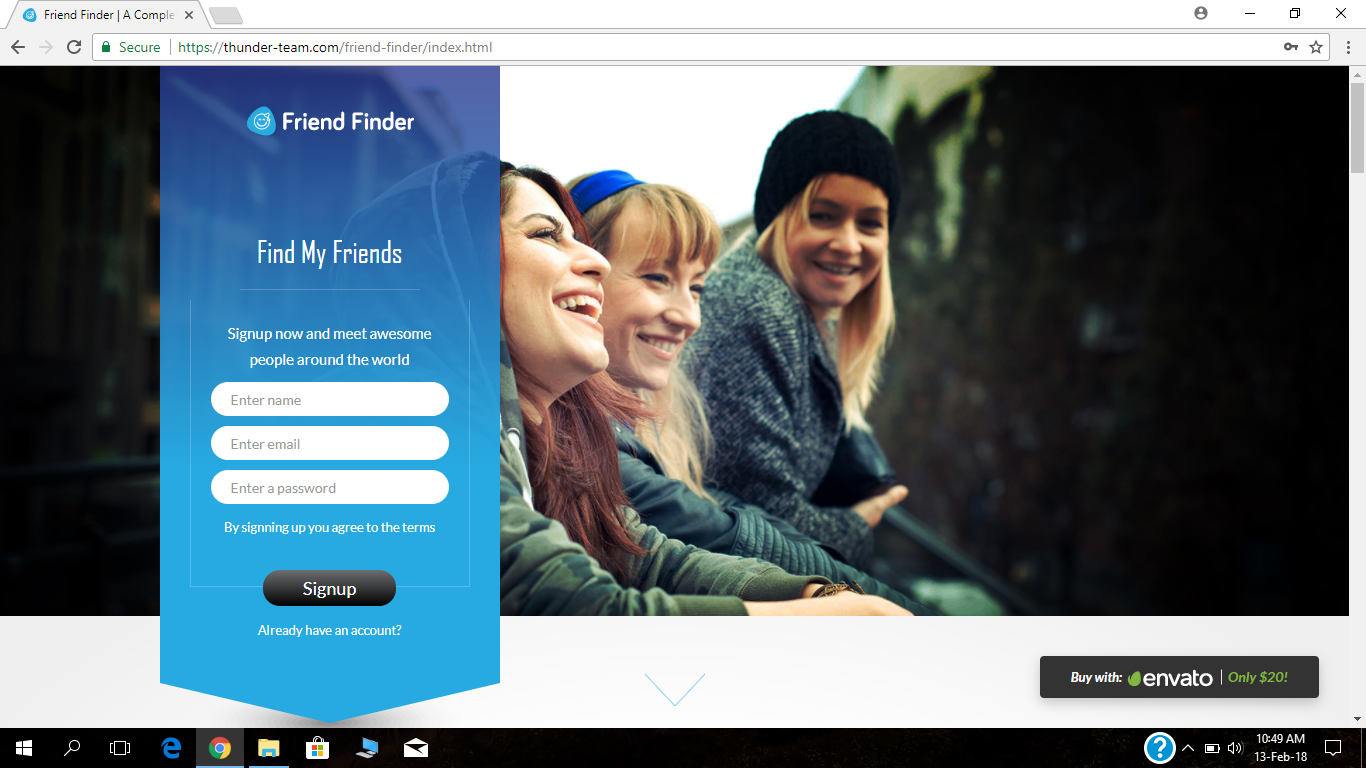 Friend Finder | A Comple
Secure
https://thunder-team.com/friend-finder/index.html
Friend Finder
Find My Friends
Signup now and meet awesome
people around the world
Enter name
Enter email
Enter a password
By signning up you agree to the terms
Signup
Already have an account?
Buy with: envato | Only $20!
10:49 AM
13-Feb-18